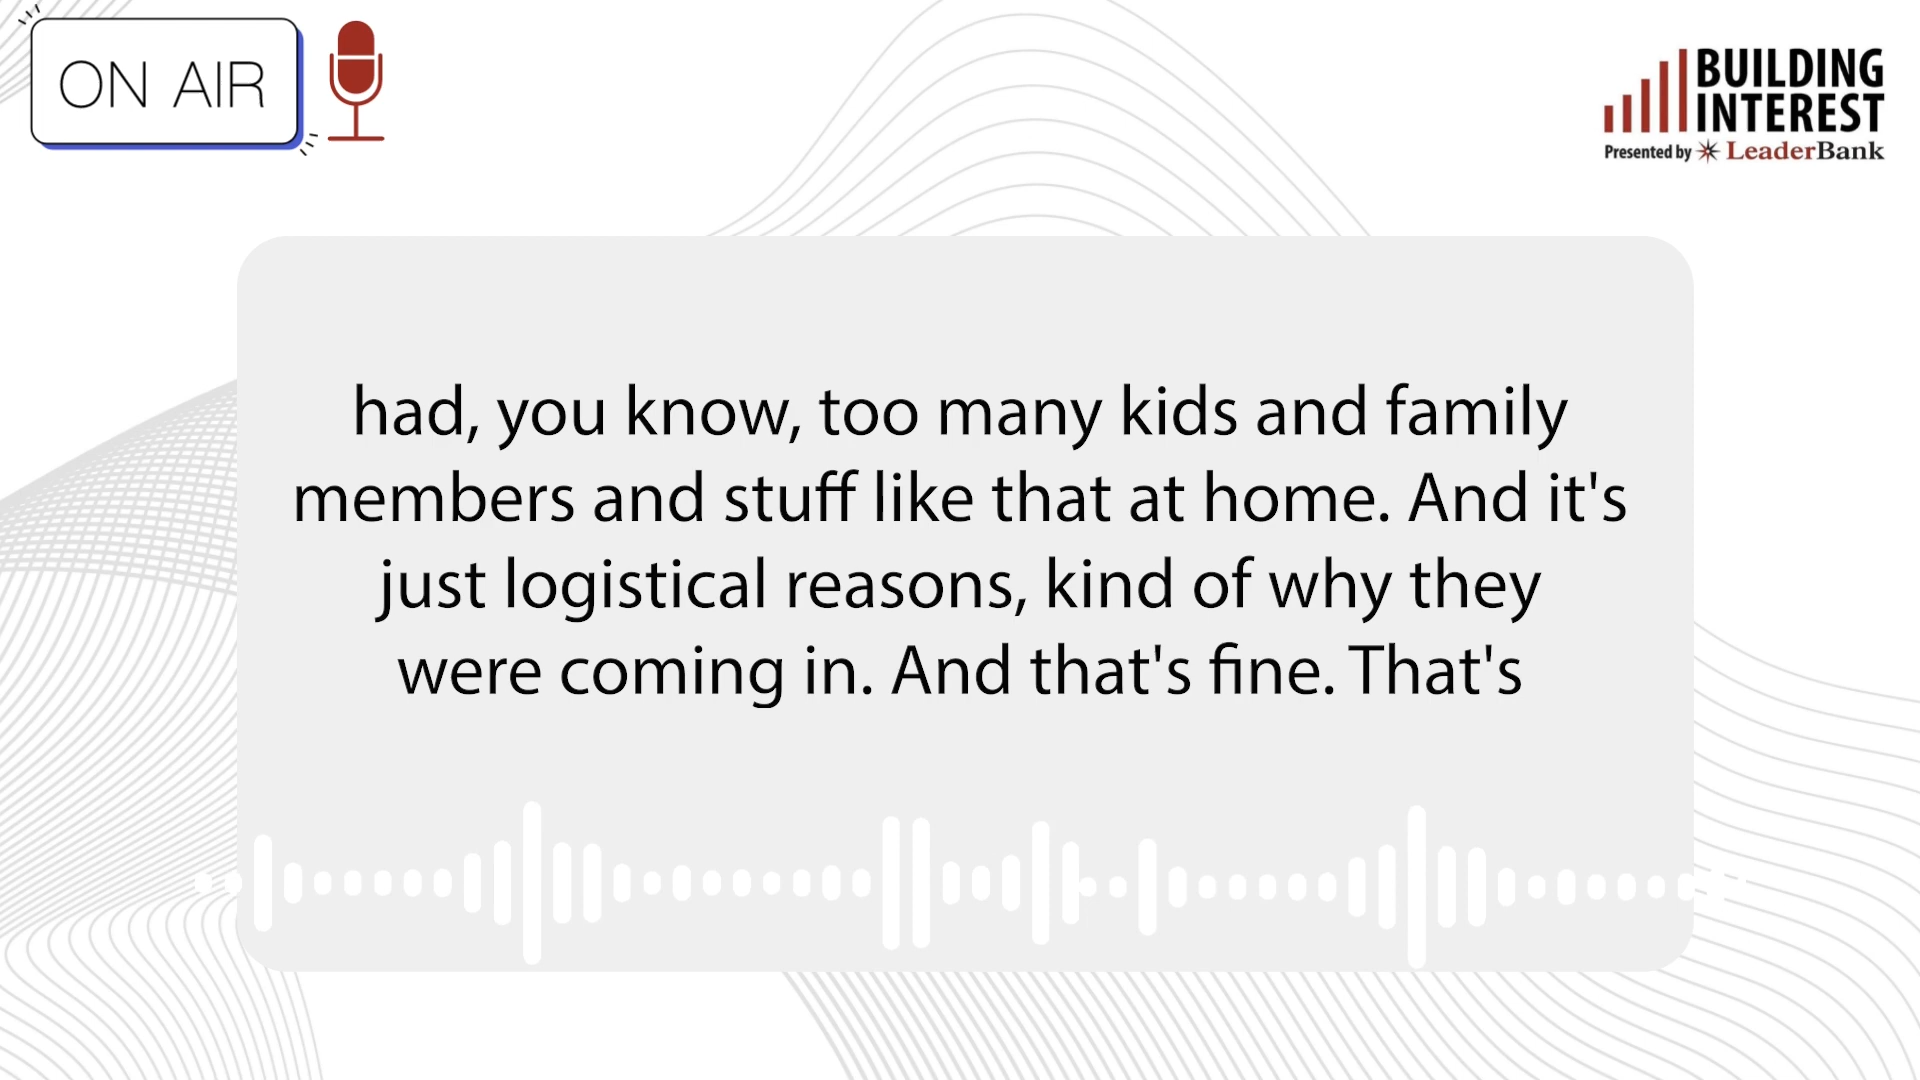 ON AIR
BUILDING
INTEREST
Presented by LeaderBank
had, you know, too many kids and family
members and stuff like that at home. And it's
just logistical reasons, kind of why they
were coming in. And that's fine. That's